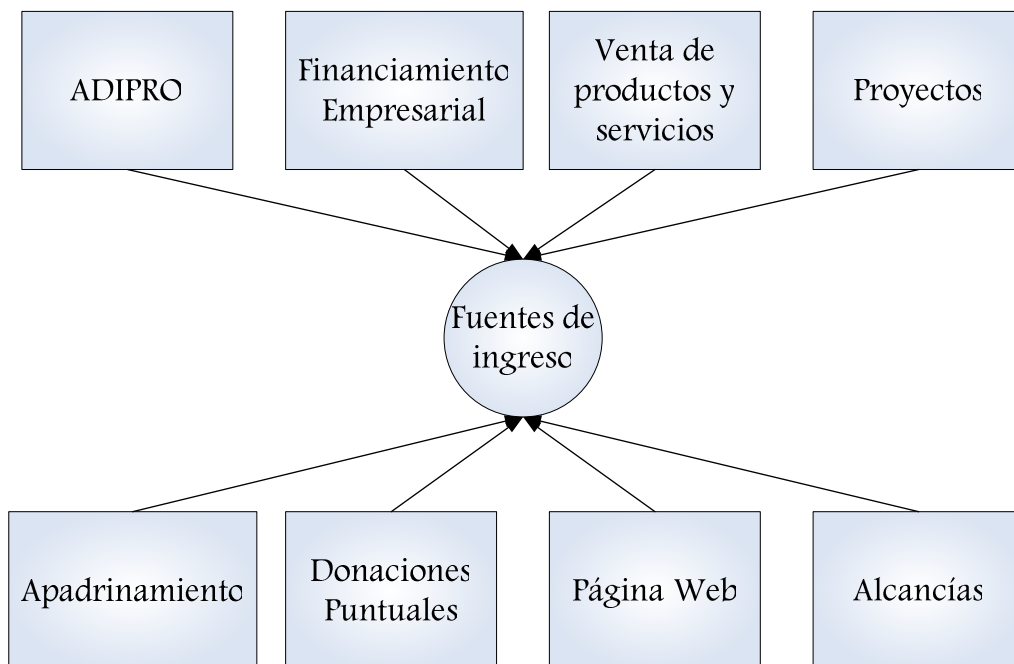 ADIPRO
Financiamiento
Empresarial
Venta de
productos y
servicios
Proyectos
Fuentes de
ingreso
Apadrinamiento
Donaciones
Puntuales
Página Web
Alcancías